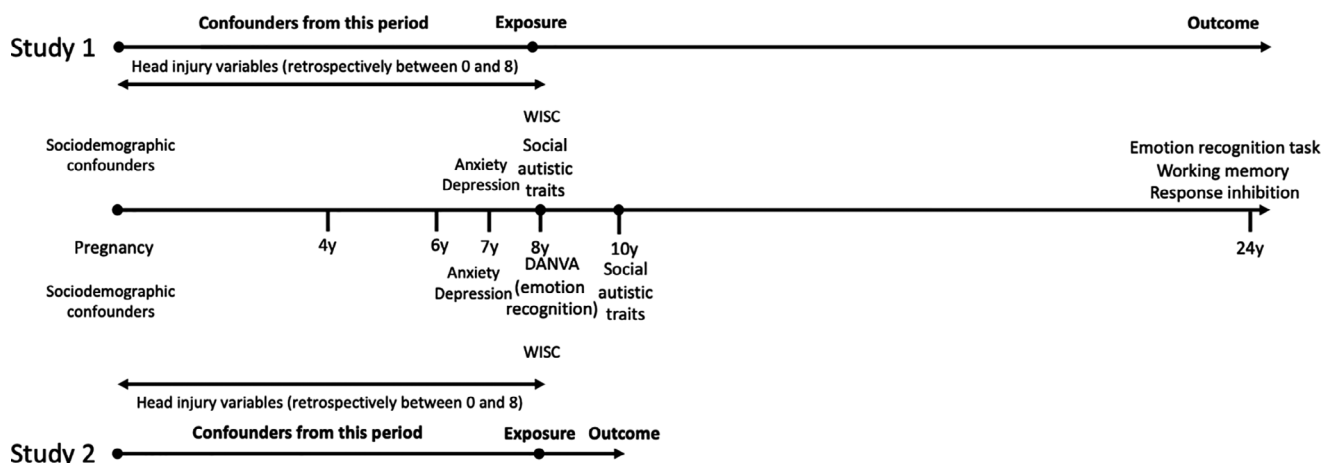 Confounders from this period Exposure Outcome
Study 1
Head injury variables (retrospectively between 0 and 8)
WISC
Sociodemographic
confounders
Anxiety
Depression
Social
autistic
traits
Emotion recognition task
Working memory
Response inhibition
Pregnancy 4y 6y 7y 8y 10y 24y
Sociodemographic
confounders
Anxiety
Depression
DANVA
(emotion
recognition)
Social
autistic
traits
WISC
Head injury variables (retrospectively between 0 and 8)
Confounders from this period Exposure Outcome
Study 2